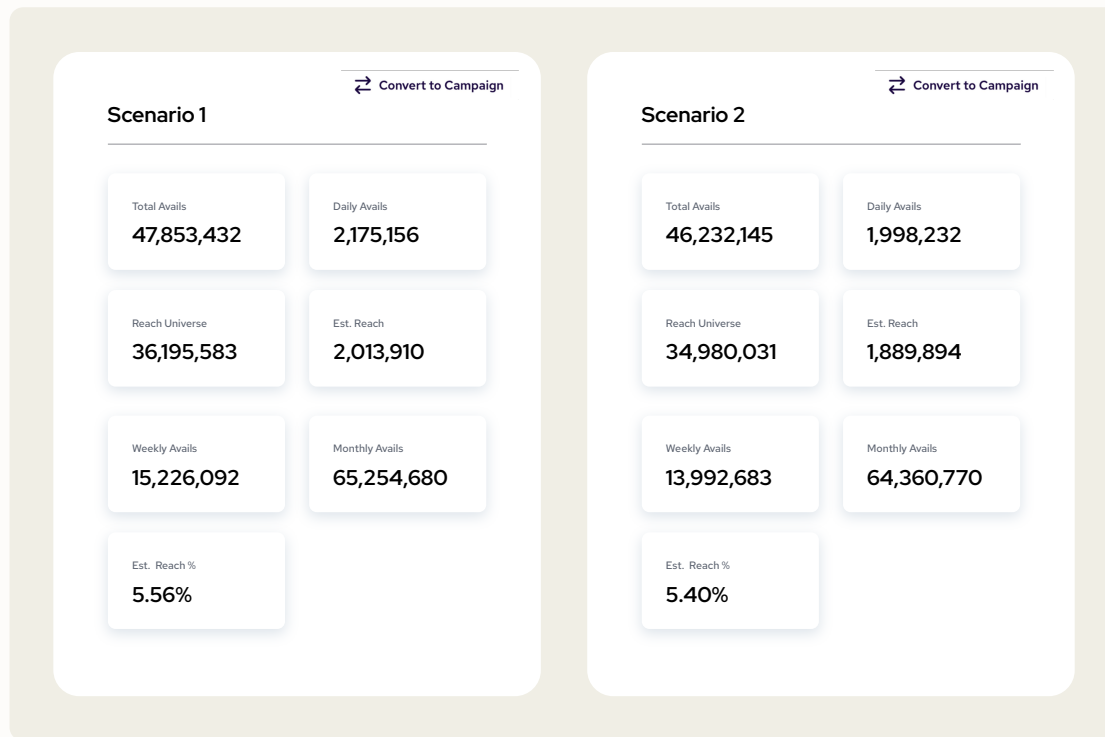 Convert to Campaign
Scenario 1
Total Avails
47,853,432
Daily Avails
2,175,156
Reach Universe
36,195,583
Est. Reach
2,013,910
Weekly Avails
15,226,092
Monthly Avails
65,254,680
Est. Reach %
5.56%
Convert to Campaign
Scenario 2
Total Avails
46,232,145
Daily Avails
1,998,232
Reach Universe
34,980,031
Est. Reach
1,889,894
Weekly Avails
13,992,683
Monthly Avails
64,360,770
Est. Reach %
5.40%